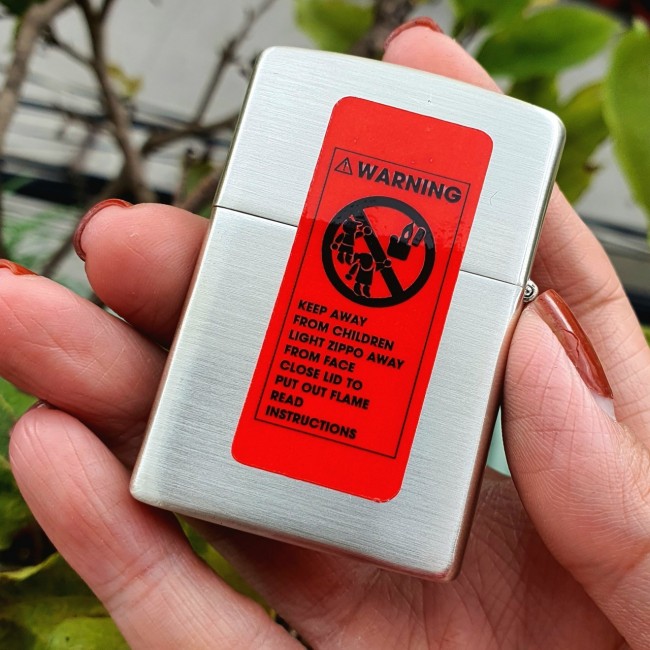 WARNING
KEEP AWAY
FROM CHILDREN
LIGHT ZIPPO AWAY
FROM FACE
CLOSE LID TO
PUT OUT FLAME
READ
INSTRUCTIONS